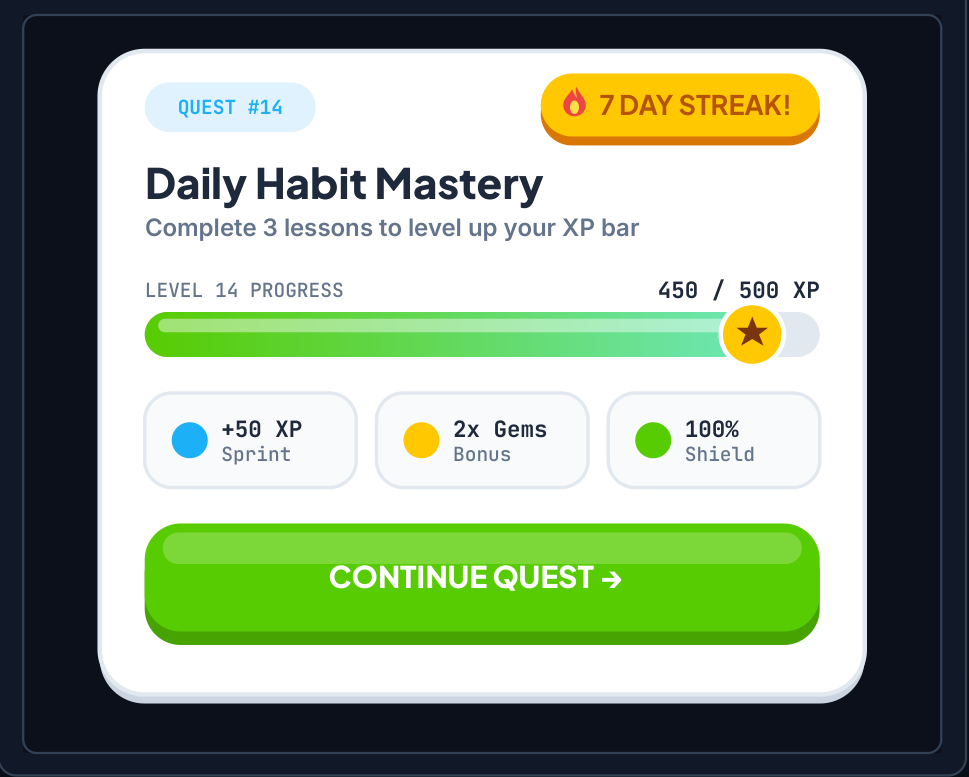 QUEST #14
7 DAY STREAK!
Daily Habit Mastery
Complete 3 lessons to level up your XP bar
LEVEL 14 PROGRESS
450 / 500 XP
+50 XP
Sprint
2x Gems
Bonus
100%
Shield
CONTINUE QUEST →